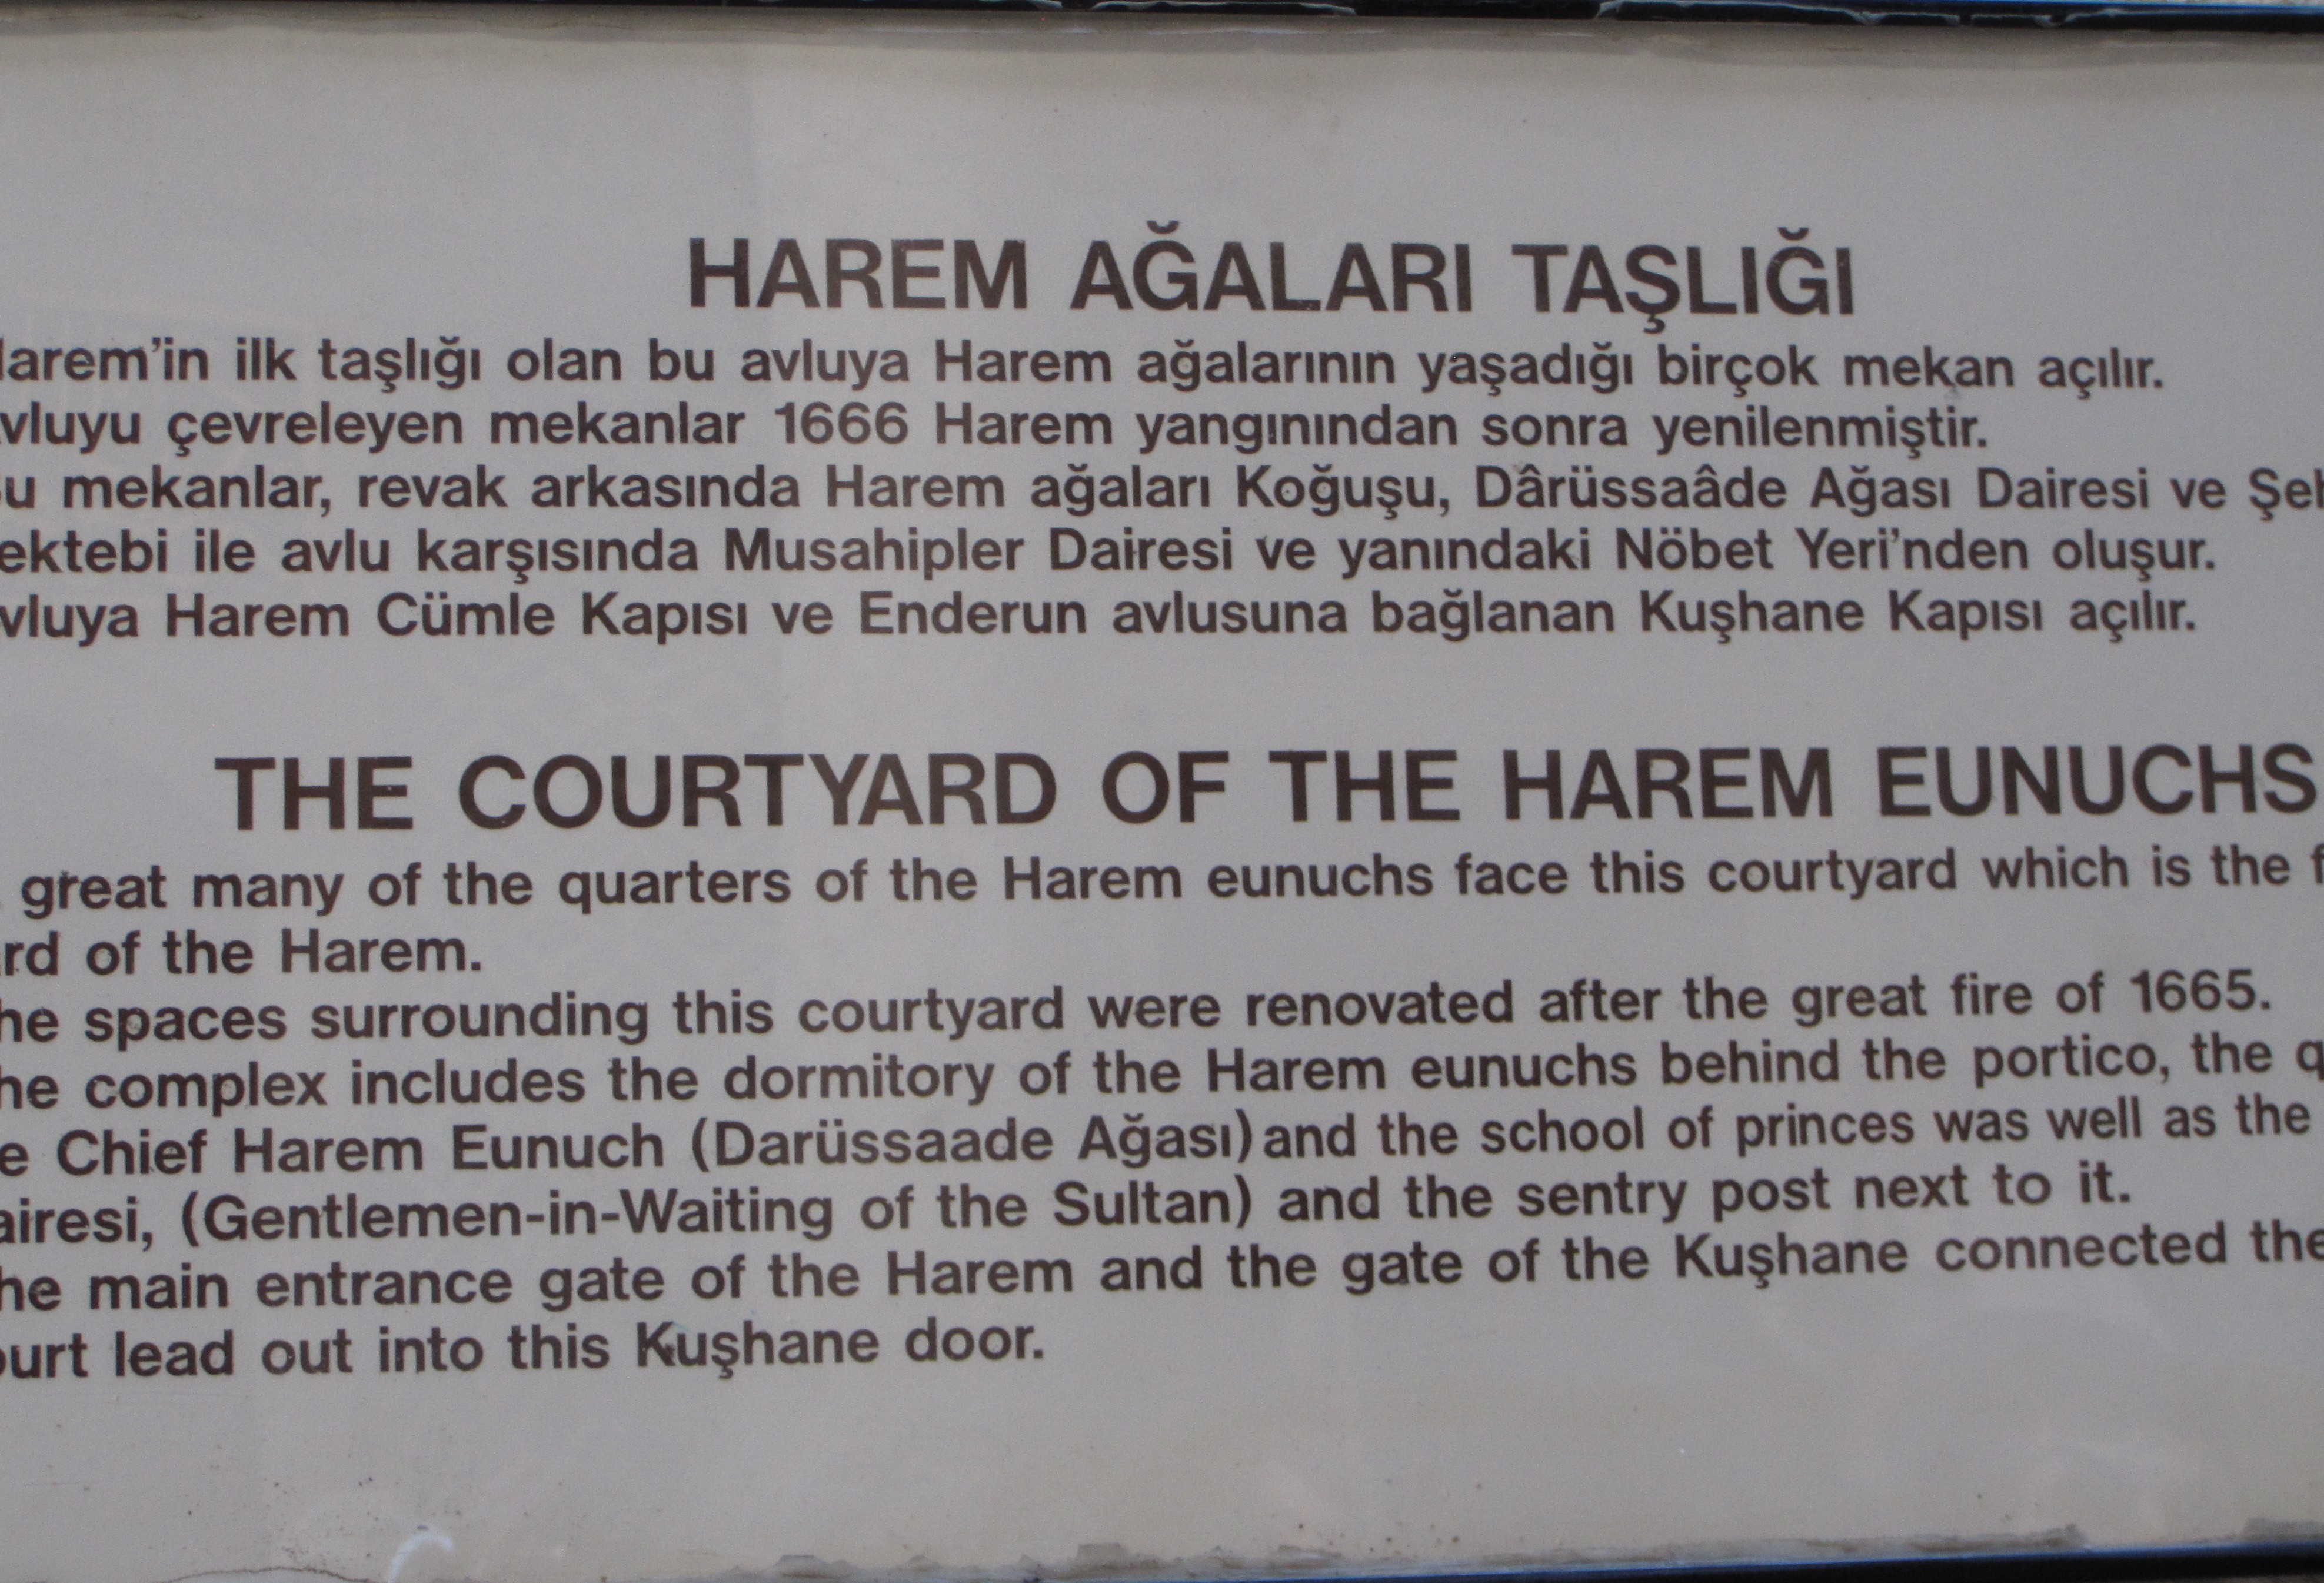 HAREM AĞALARI TAŞLIĞI
Harem'in ilk taşlığı olan bu avluya Harem ağalarının yaşadığı birçok mekan açılır.
Avluyu çevreleyen mekanlar 1666 Harem yangınından sonra yenilenmiştir.
Bu mekanlar, revak arkasında Harem ağaları Koğuşu, Dârüssaâde Ağası Dairesi ve
ektebi ile avlu karşısında Musahipler Dairesi ve yanındaki Nöbet Yeri'nden oluşur.
vluya Harem Cümle Kapısı ve Enderun avlusuna bağlanan Kuşhane Kapısı açılır.
THE COURTYARD OF THE HAREM EUNUCHS
great many of the quarters of the Harem eunuchs face this courtyard which is the
rd of the Harem.
he spaces surrounding this courtyard were renovated after the great fire of 1665.
he complex includes the dormitory of the Harem eunuchs behind the portico, the
e Chief Harem Eunuch (Darüssaade Ağası) and the school of princes was well as the
airesi, (Gentlemen-in-Waiting of the Sultan) and the sentry post next to it.
he main entrance gate of the Harem and the gate of the Kuşhane connected the
ourt lead out into this Kuşhane door.